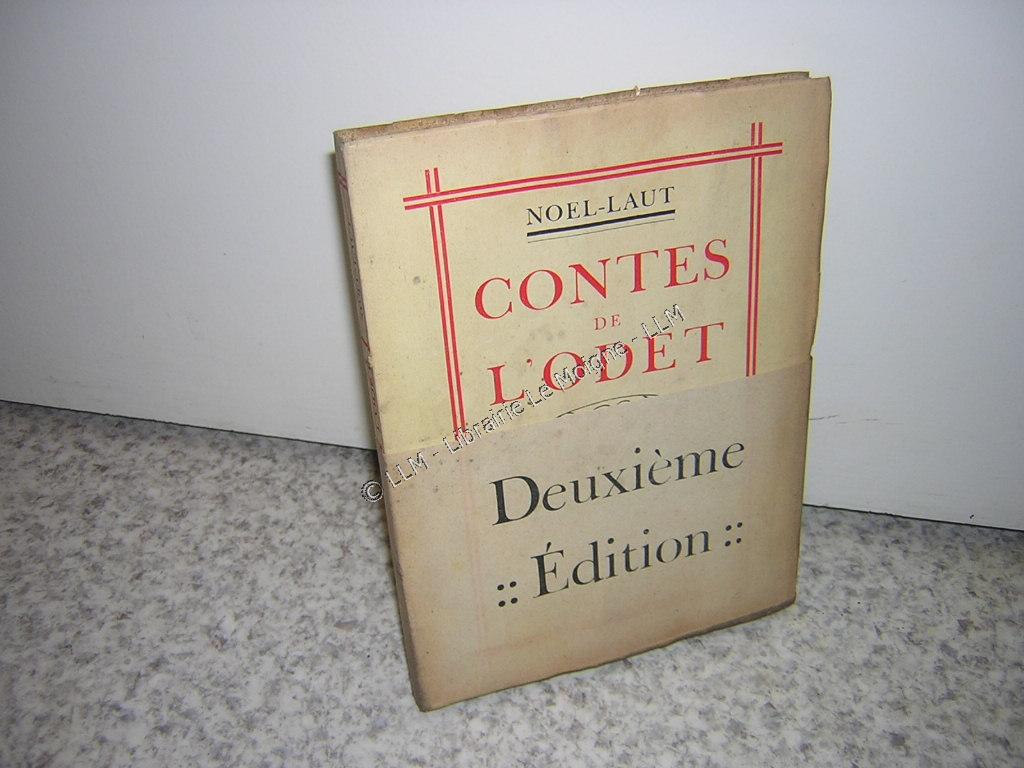 NOEL-LAUT
CONTES
DE
L'ODET
© LLM - Librairie Le Moigne - LLM
Deuxième
:: Édition ::